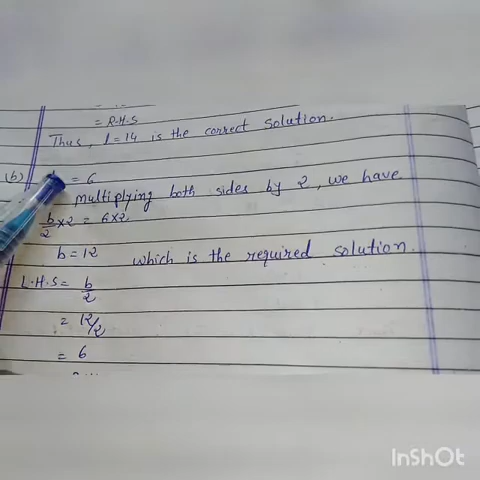 = R.H.S
Thus, l = 14 is the correct solution.
(b) = 6
multiplying both sides by 2, we have
b/2 × 2 = 6 × 2
b = 12 which is the required solution.
L.H.S = b/2
= 12/2
= 6
InShOt